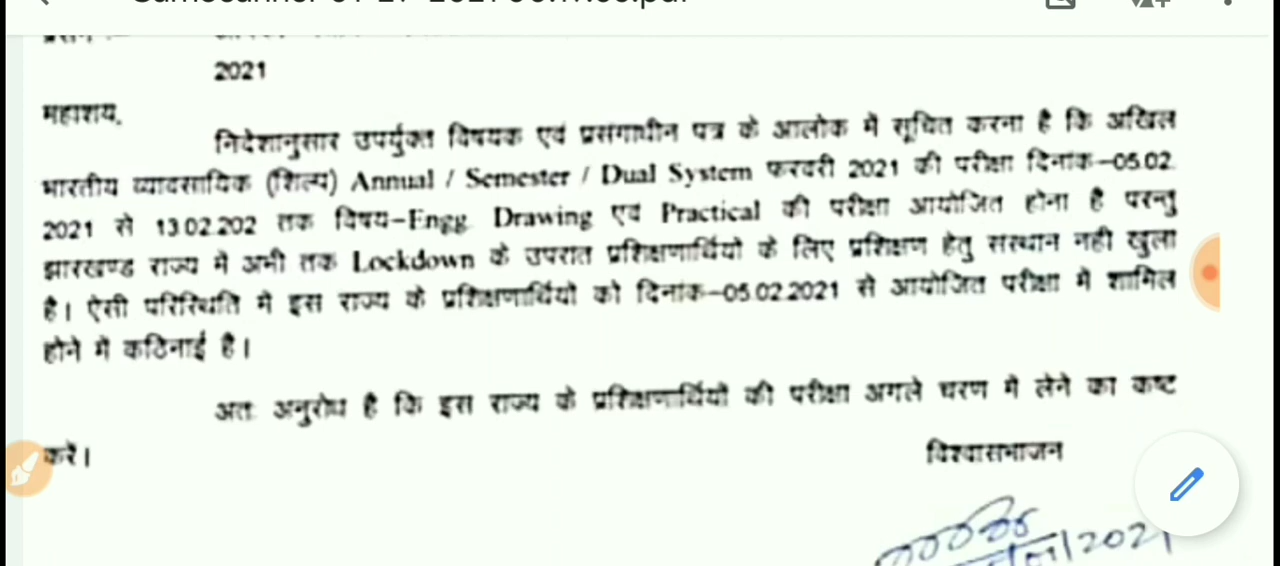 2021
महाशय,
निदेशानुसार उपर्युक्त विषयक एवं प्रसंगाधीन पत्र के आलोक में सूचित करना है कि अखिल
भारतीय व्यावसायिक (शिल्प) Annual / Semester / Dual System फरवरी 2021 की परीक्षा दिनांक-05.02.
2021 से 13.02.202 तक विषय-Engg. Drawing एवं Practical की परीक्षा आयोजित होना है परन्तु
झारखण्ड राज्य में अभी तक Lockdown के उपरांत प्रशिक्षणार्थियों के लिए प्रशिक्षण हेतु संस्थान नही खुला
है। ऐसी परिस्थिति में इस राज्य के प्रशिक्षणार्थियों को दिनांक-05.02.2021 से आयोजित परीक्षा में शामिल
होने में कठिनाई है।
अतः अनुरोध है कि इस राज्य के प्रशिक्षणार्थियों की परीक्षा अगले चरण में लेने का कष्ट
करें।
विश्वासभाजन